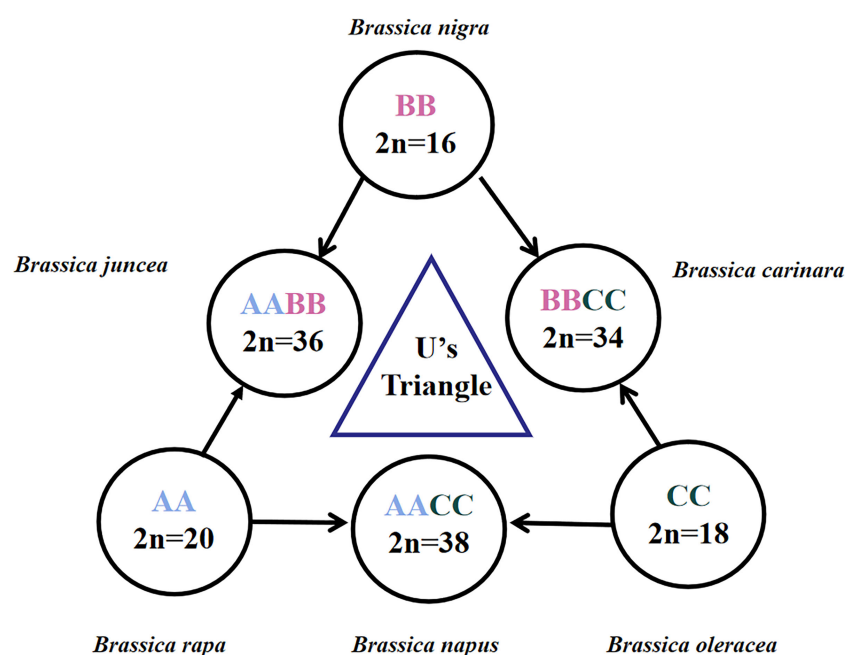 Brassica nigra
BB
2n=16
Brassica juncea
Brassica carinara
AABB
2n=36
BBCC
2n=34
U's
Triangle
AA
2n=20
AACC
2n=38
CC
2n=18
Brassica rapa
Brassica napus
Brassica oleracea